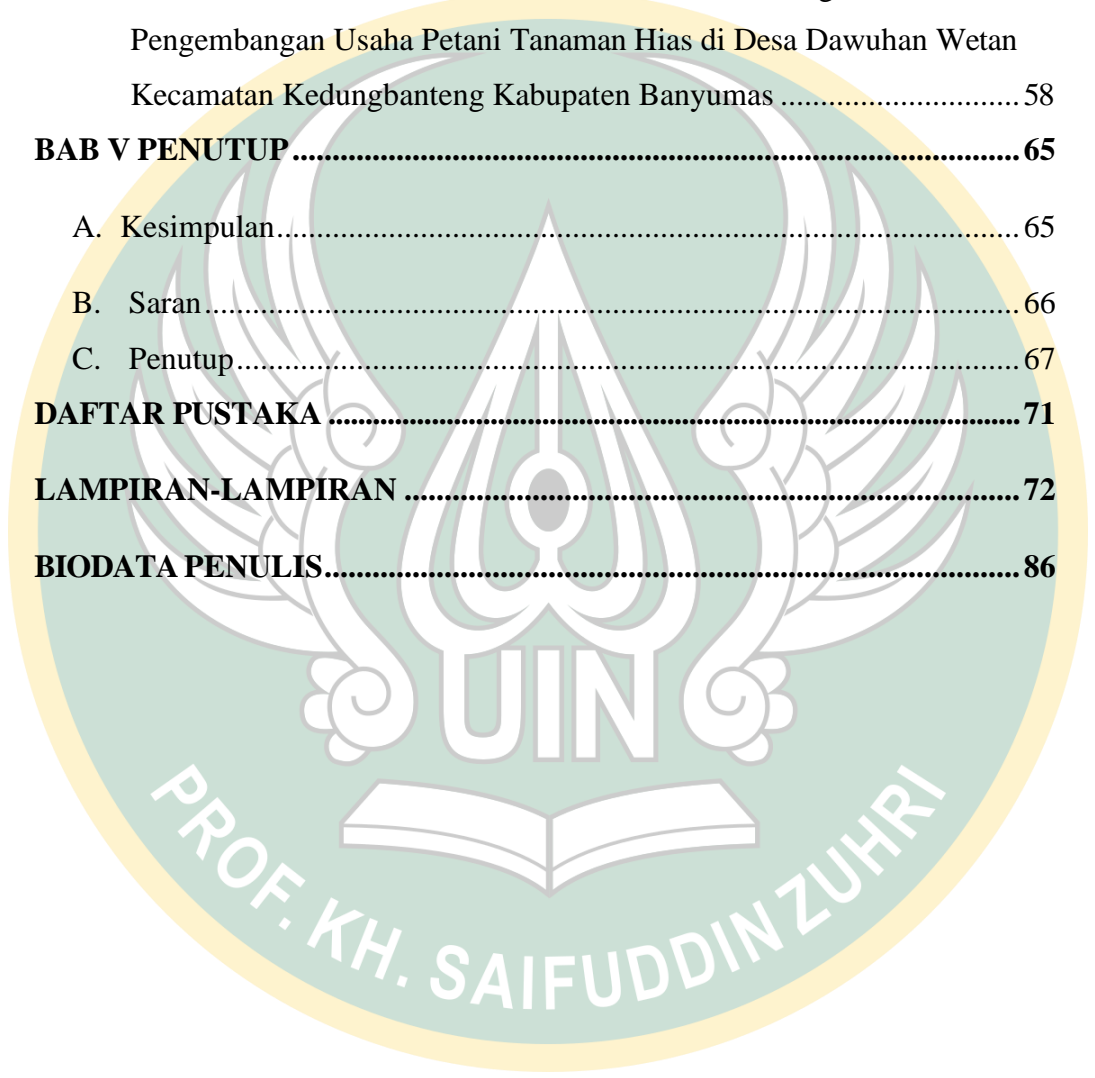 Pengembangan Usaha Petani Tanaman Hias di Desa Dawuhan Wetan
Kecamatan Kedungbanteng Kabupaten Banyumas .............................. 58
BAB V PENUTUP ............................................................................................ 65
A. Kesimpulan ............................................................................................ 65
B. Saran ...................................................................................................... 66
C. Penutup .................................................................................................. 67
DAFTAR PUSTAKA ....................................................................................... 71
LAMPIRAN-LAMPIRAN ............................................................................... 72
BIODATA PENULIS ....................................................................................... 86
UIN
PROF. KH. SAIFUDDIN ZUHRI